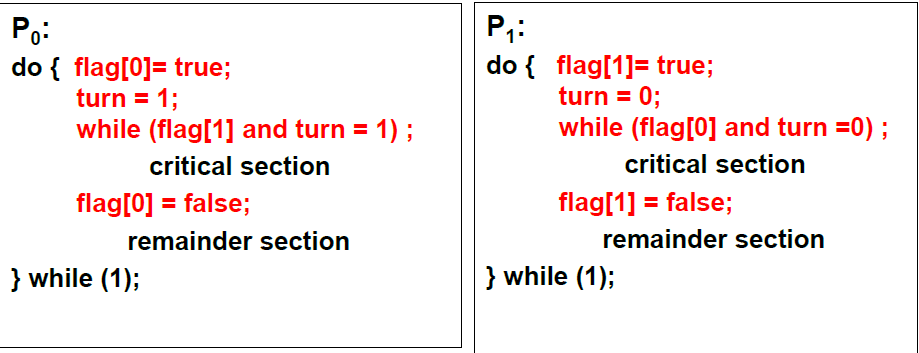 P0:
do { flag[0]= true;
turn = 1;
while (flag[1] and turn = 1) ;
critical section
flag[0] = false;
remainder section
} while (1);
P1:
do { flag[1]= true;
turn = 0;
while (flag[0] and turn =0) ;
critical section
flag[1] = false;
remainder section
} while (1);